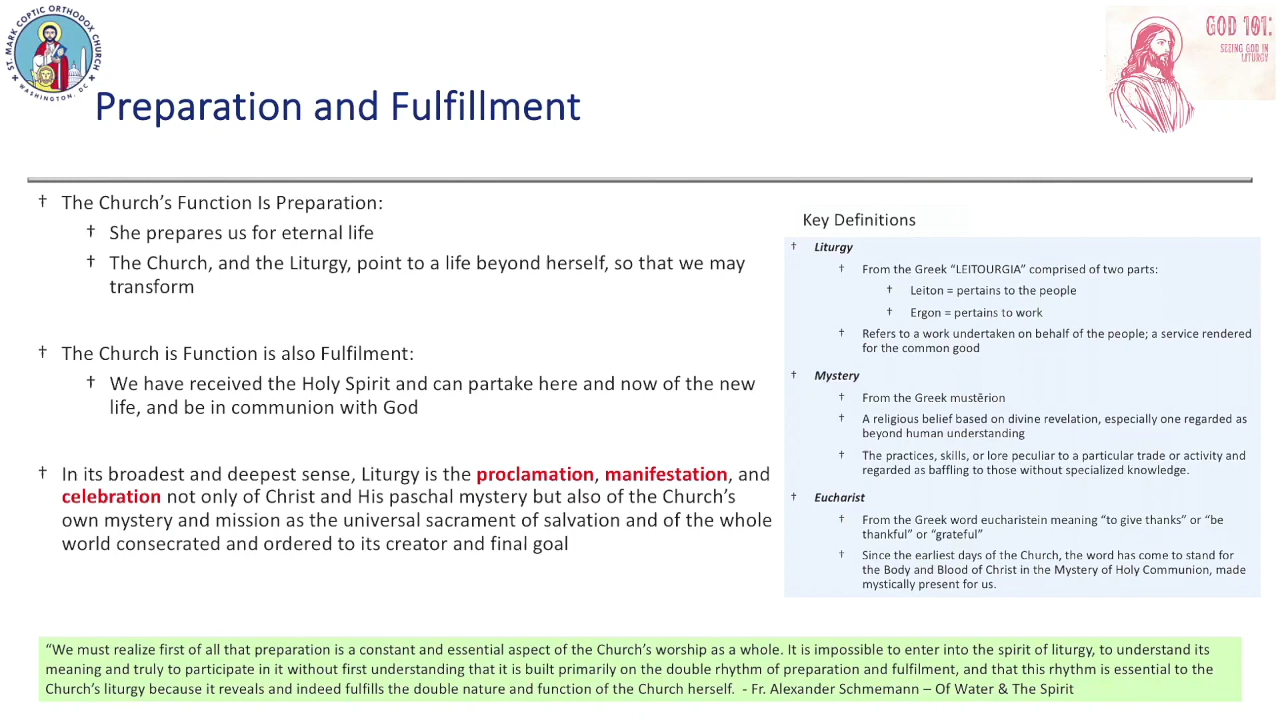 ST. MARK COPTIC ORTHODOX CHURCH
WASHINGTON, DC
GOD 101:
SEEING GOD IN
LITURGY
Preparation and Fulfillment
† The Church’s Function Is Preparation:
† She prepares us for eternal life
† The Church, and the Liturgy, point to a life beyond herself, so that we may
transform
† The Church is Function is also Fulfilment:
† We have received the Holy Spirit and can partake here and now of the new
life, and be in communion with God
† In its broadest and deepest sense, Liturgy is the proclamation, manifestation, and
celebration not only of Christ and His paschal mystery but also of the Church’s
own mystery and mission as the universal sacrament of salvation and of the whole
world consecrated and ordered to its creator and final goal
Key Definitions
† Liturgy
† From the Greek “LEITOURGIA” comprised of two parts:
† Leiton = pertains to the people
† Ergon = pertains to work
† Refers to a work undertaken on behalf of the people; a service rendered
for the common good
† Mystery
† From the Greek mustērion
† A religious belief based on divine revelation, especially one regarded as
beyond human understanding
† The practices, skills, or lore peculiar to a particular trade or activity and
regarded as baffling to those without specialized knowledge.
† Eucharist
† From the Greek word eucharistein meaning “to give thanks” or “be
thankful” or “grateful”
† Since the earliest days of the Church, the word has come to stand for
the Body and Blood of Christ in the Mystery of Holy Communion, made
mystically present for us.
“We must realize first of all that preparation is a constant and essential aspect of the Church’s worship as a whole. It is impossible to enter into the spirit of liturgy, to understand its
meaning and truly to participate in it without first understanding that it is built primarily on the double rhythm of preparation and fulfilment, and that this rhythm is essential to the
Church’s liturgy because it reveals and indeed fulfills the double nature and function of the Church herself. - Fr. Alexander Schmemann – Of Water & The Spirit